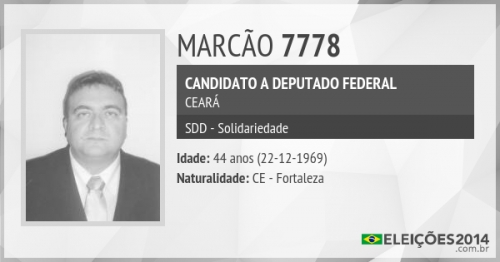 MARCÃO 7778
CANDIDATO A DEPUTADO FEDERAL
CEARÁ
SDD - Solidariedade
Idade: 44 anos (22-12-1969)
Naturalidade: CE - Fortaleza
ELEIÇÕES2014
.com.br